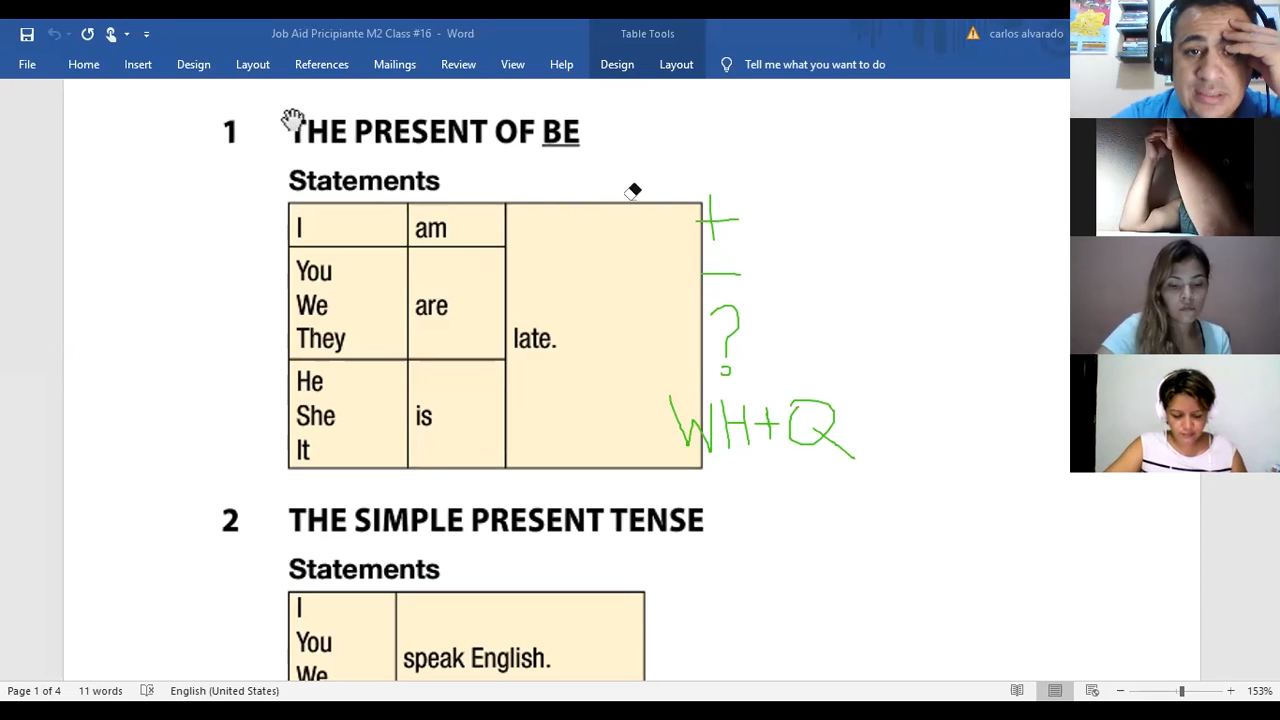 Job Aid Pricipiante M2 Class #16 - Word
Table Tools
carlos alvarado
File Home Insert Design Layout References Mailings Review View Help Design Layout Tell me what you want to do
1 THE PRESENT OF BE
Statements
I am
You
We are
They late.
He
She is
It
+
−
?
WH+Q
2 THE SIMPLE PRESENT TENSE
Statements
I
You
speak English.
We
Page 1 of 4 11 words English (United States) 153%